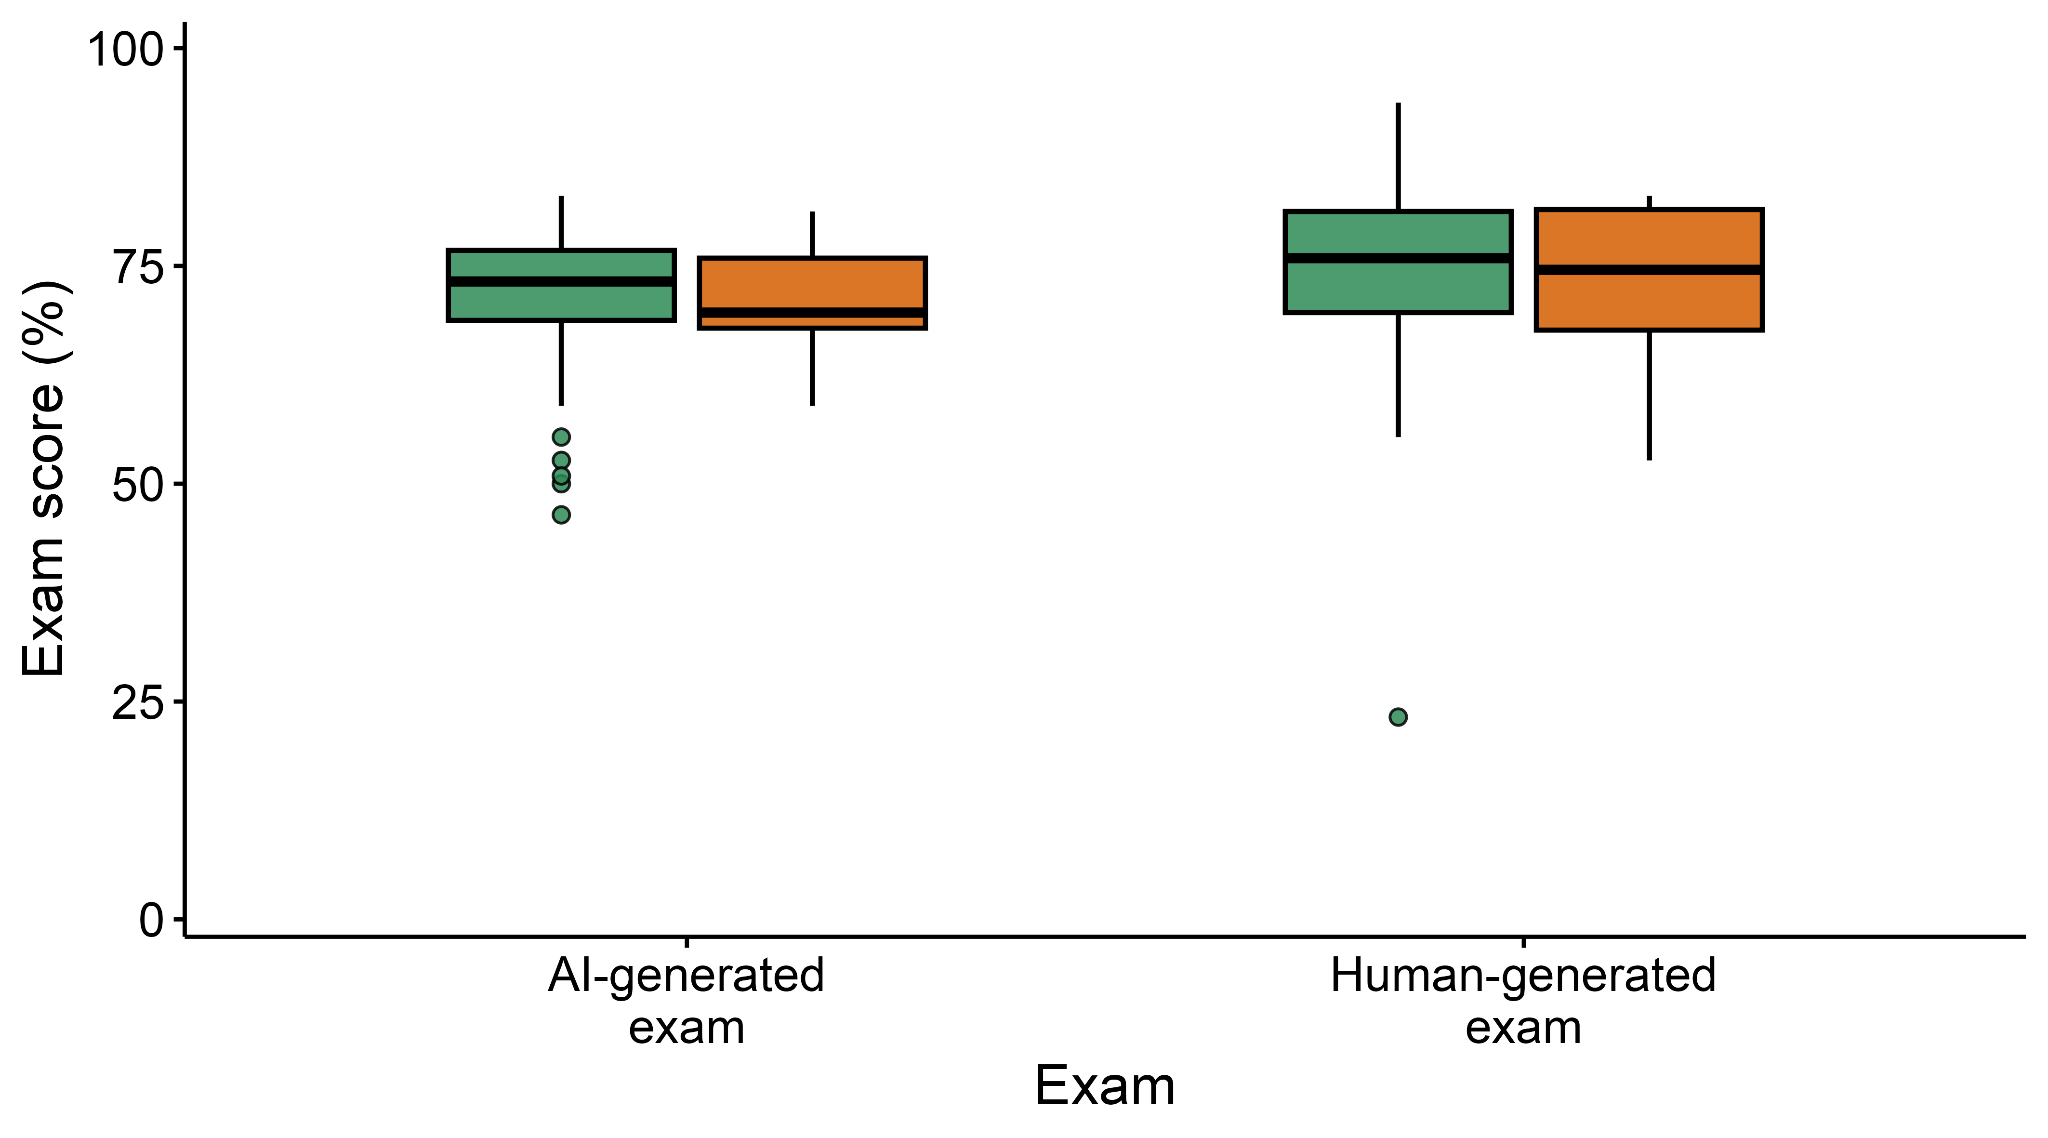 Exam score (%)
100
75
50
25
0
AI-generated
exam
Human-generated
exam
Exam